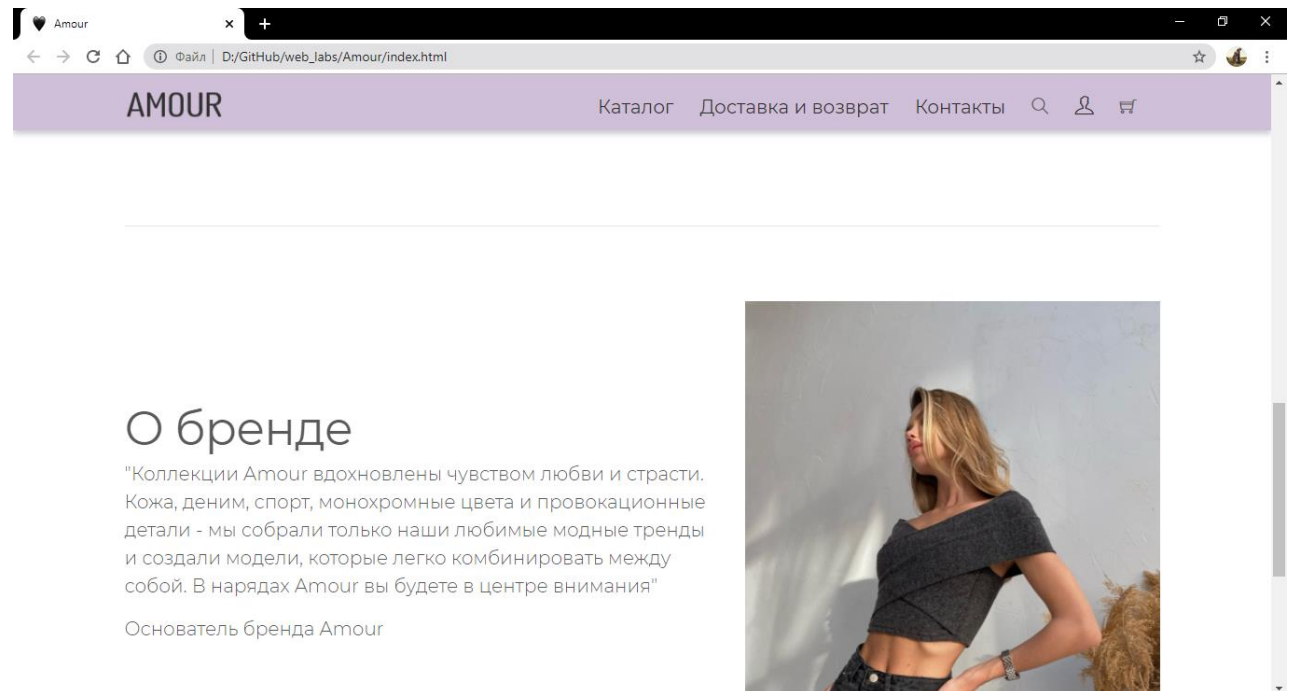 Amour
Файл | D:/GitHub/web_labs/Amour/index.html
AMOUR Каталог Доставка и возврат Контакты
О бренде
"Коллекции Amour вдохновлены чувством любви и страсти.
Кожа, деним, спорт, монохромные цвета и провокационные
детали - мы собрали только наши любимые модные тренды
и создали модели, которые легко комбинировать между
собой. В нарядах Amour вы будете в центре внимания"
Основатель бренда Amour